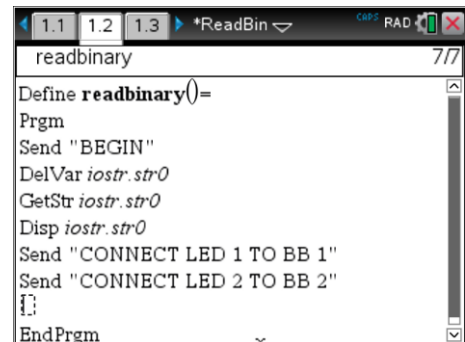 1.1 1.2 1.3 *ReadBin CAPS RAD
readbinary 7/7
Define readbinary()=
Prgm
Send "BEGIN"
DelVar iostr.str0
GetStr iostr.str0
Disp iostr.str0
Send "CONNECT LED 1 TO BB 1"
Send "CONNECT LED 2 TO BB 2"
EndPrgm